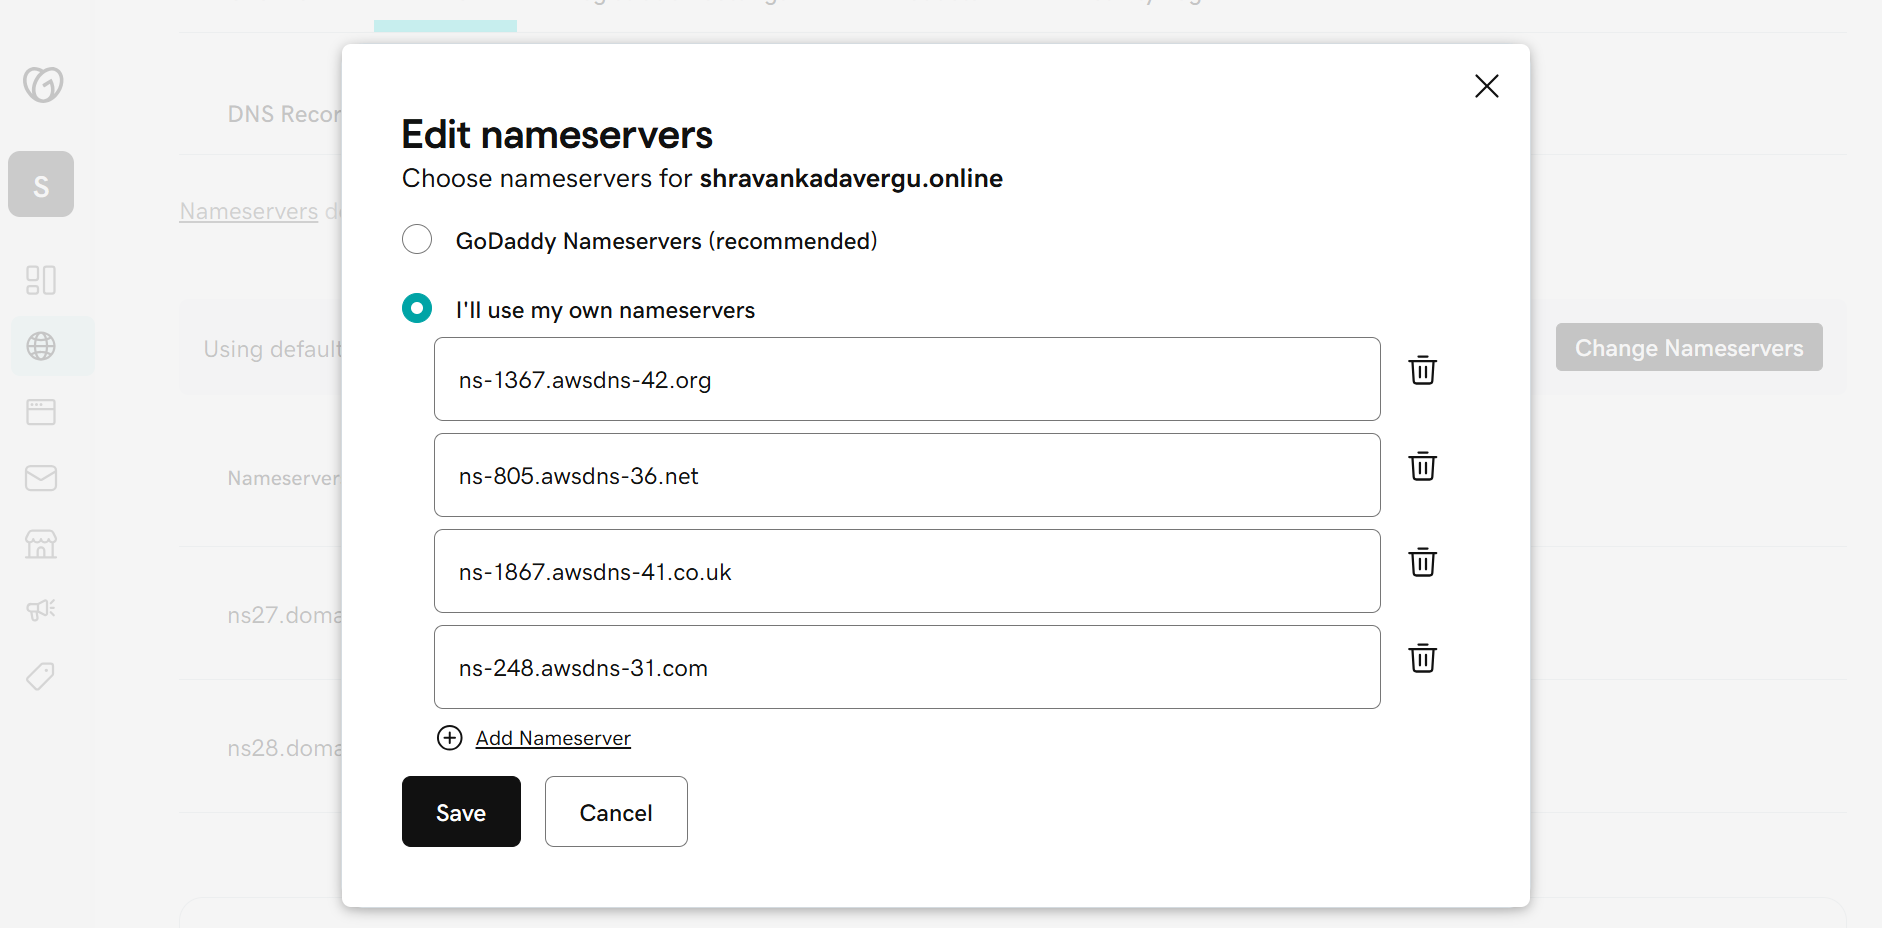 DNS Recor
S
Nameservers
Using default
Nameserver
ns27.doma
ns28.doma
Edit nameservers
Choose nameservers for shravankadavergu.online
GoDaddy Nameservers (recommended)
I'll use my own nameservers
ns-1367.awsdns-42.org
ns-805.awsdns-36.net
ns-1867.awsdns-41.co.uk
ns-248.awsdns-31.com
Add Nameserver
Save Cancel
Change Nameservers